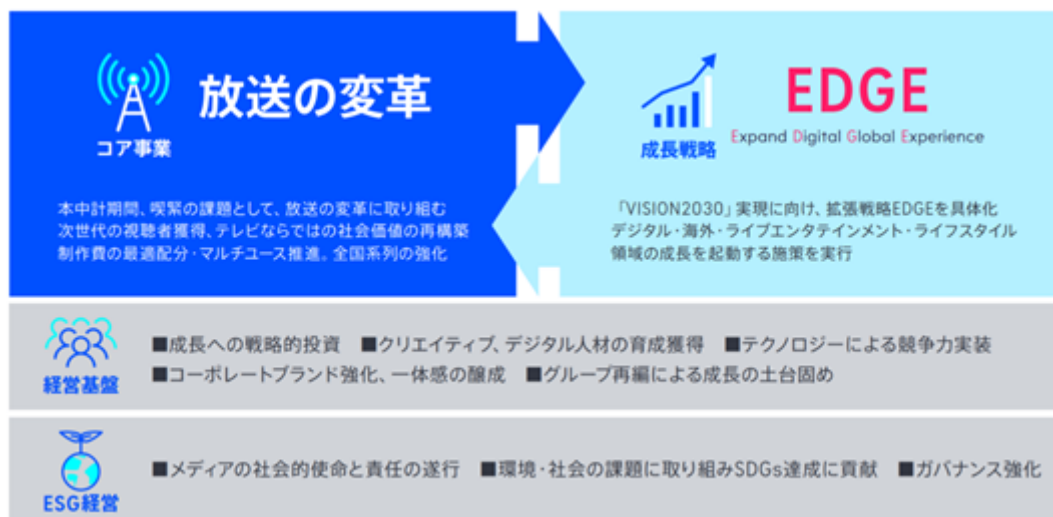 放送の変革
コア事業
本中計期間、喫緊の課題として、放送の変革に取り組む
次世代の視聴者獲得、テレビならではの社会価値の再構築
制作費の最適配分・マルチユース推進。全国系列の強化
EDGE
Expand Digital Global Experience
成長戦略
「VISION2030」実現に向け、拡張戦略EDGEを具体化
デジタル・海外・ライブエンタテインメント・ライフスタイル
領域の成長を起動する施策を実行
経営基盤
■成長への戦略的投資 ■クリエイティブ、デジタル人材の育成獲得 ■テクノロジーによる競争力実装
■コーポレートブランド強化、一体感の醸成 ■グループ再編による成長の土台固め
ESG経営
■メディアの社会的使命と責任の遂行 ■環境・社会の課題に取り組みSDGs達成に貢献 ■ガバナンス強化